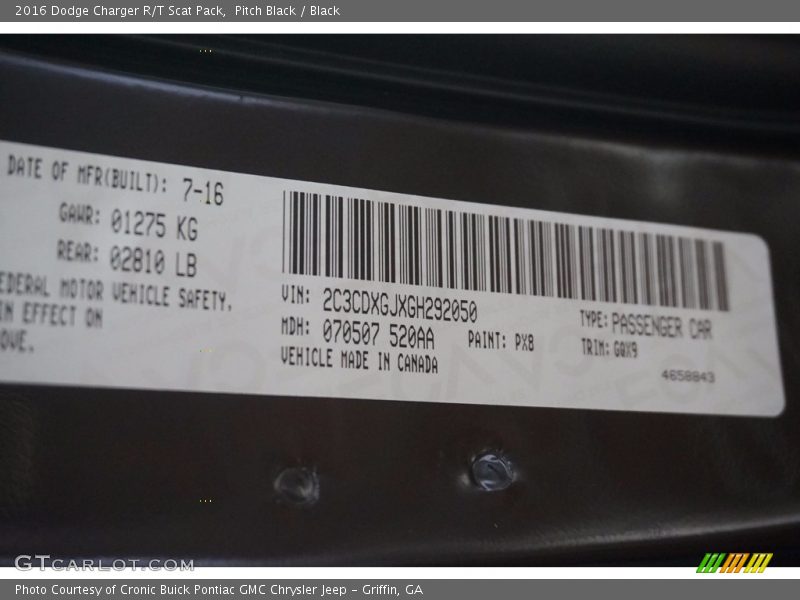 2016 Dodge Charger R/T Scat Pack,  Pitch Black / Black
DATE OF MFR(BUILT): 7-16
GAWR: 01275 KG
REAR: 02810 LB
EDERAL MOTOR VEHICLE SAFETY,
IN EFFECT ON
OVE.
VIN: 2C3CDXGJXGH292050
MDH: 070507 520AA PAINT: PX8
VEHICLE MADE IN CANADA
TYPE: PASSENGER CAR
TRIM: GQX9
4658843
GTCARLOT.COM
Photo Courtesy of Cronic Buick Pontiac GMC Chrysler Jeep - Griffin, GA